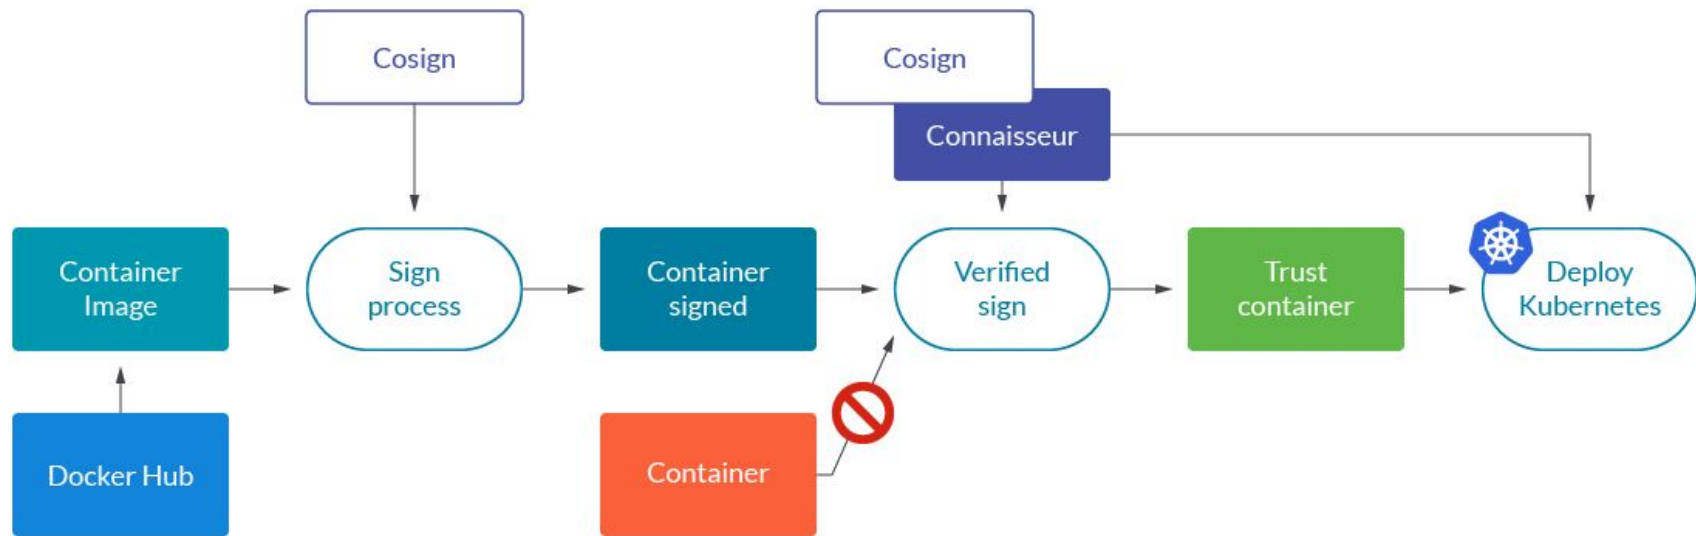 Cosign
Cosign
Connaisseur
Container
Image
Sign
process
Container
signed
Verified
sign
Trust
container
Deploy
Kubernetes
Docker Hub
Container